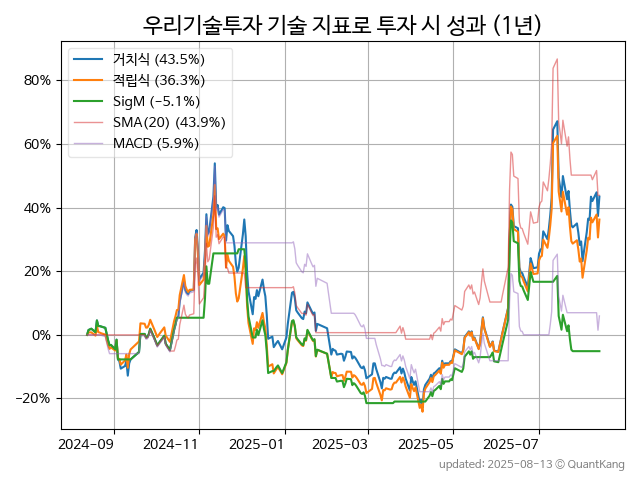 우리기술투자 기술 지표로 투자 시 성과 (1년)
거치식 (43.5%)
적립식 (36.3%)
SigM (−5.1%)
SMA(20) (43.9%)
MACD (5.9%)
80%
60%
40%
20%
0%
−20%
2024-09
2024-11
2025-01
2025-03
2025-05
2025-07
updated: 2025-08-13 ⓒ QuantKang